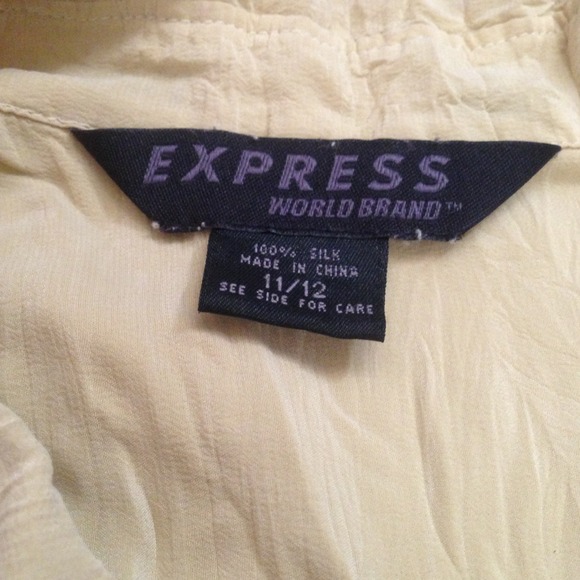 EXPRESS
WORLD BRAND™
100% SILK
MADE IN CHINA
11/12
SEE SIDE FOR CARE